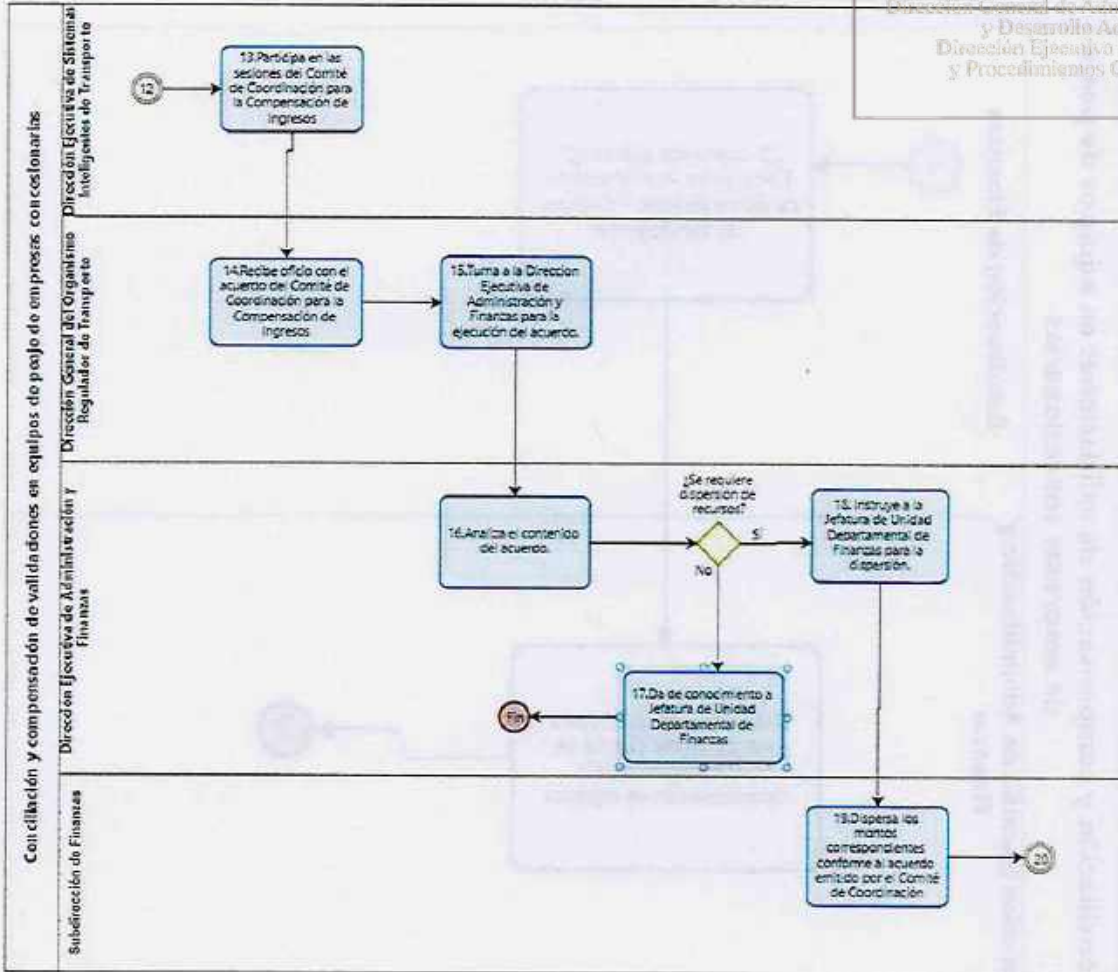 Dirección General de
y Desarrollo
Dirección Ejecutiva
y Procedimientos
Conciliación y compensación de validaciones en equipos de peaje de empresas concesionarias
Dirección Ejecutiva de Sistemas
Inteligentes de Transporte
12
13.Participa en las
sesiones del Comité
de Coordinación para
la Compensación de
Ingresos
Dirección General del Organismo
Regulador de Transporte
14.Recibe oficio con el
acuerdo del Comité de
Coordinación para la
Compensación de
Ingresos
15.Turna a la Dirección
Ejecutiva de
Administración y
Finanzas para la
ejecución del acuerdo.
Dirección Ejecutiva de Administración y
Finanzas
16.Analiza el contenido
del acuerdo.
¿Se requiere
dispersión de
recursos?
Sí
No
18. Instruye a la
Jefatura de Unidad
Departamental de
Finanzas para la
dispersión.
17.Da de conocimiento a
Jefatura de Unidad
Departamental de
Finanzas
Fin
Subdirección de Finanzas
19.Dispersa los
montos
correspondientes
conforme al acuerdo
emitido por el Comité
de Coordinación
20